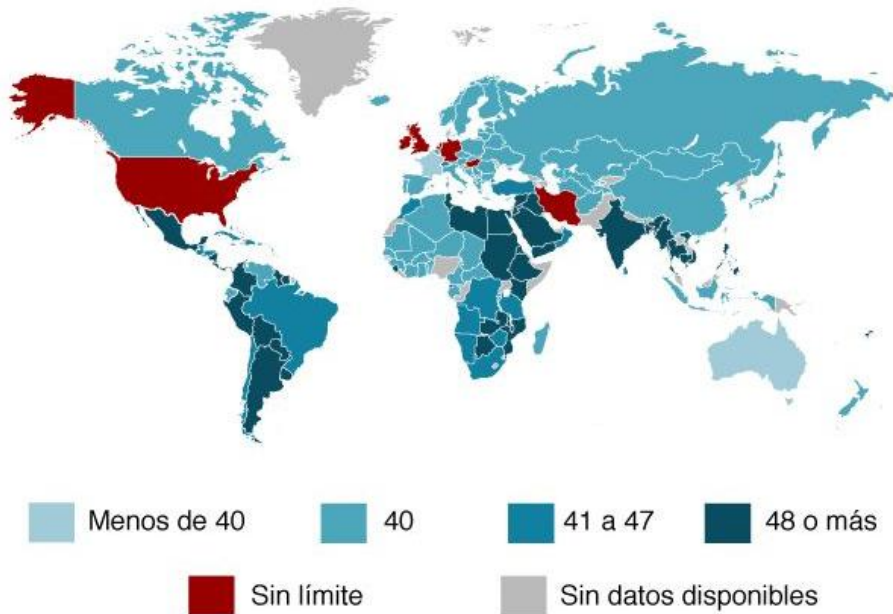 Menos de 40
40
41 a 47
48 o más
Sin límite
Sin datos disponibles